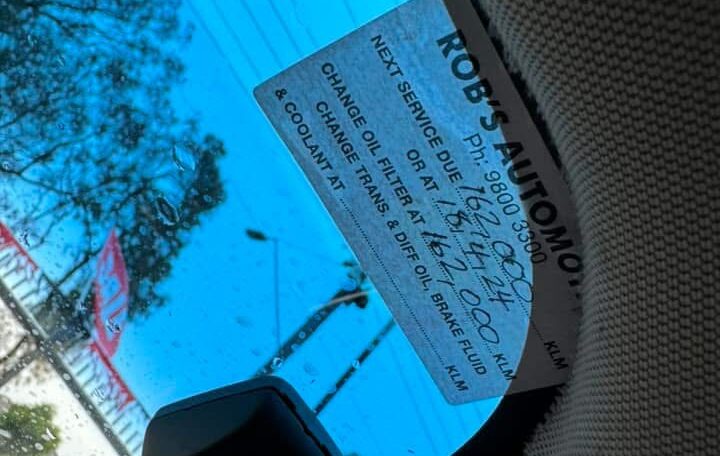 ROB'S AUTOMO
Ph: 9800 3300
NEXT SERVICE DUE 162,000 KLM
OR AT 18/4/24
CHANGE OIL FILTER AT 162,000 KLM
CHANGE TRANS. & DIFF OIL, BRAKE FLUID
& COOLANT AT KLM